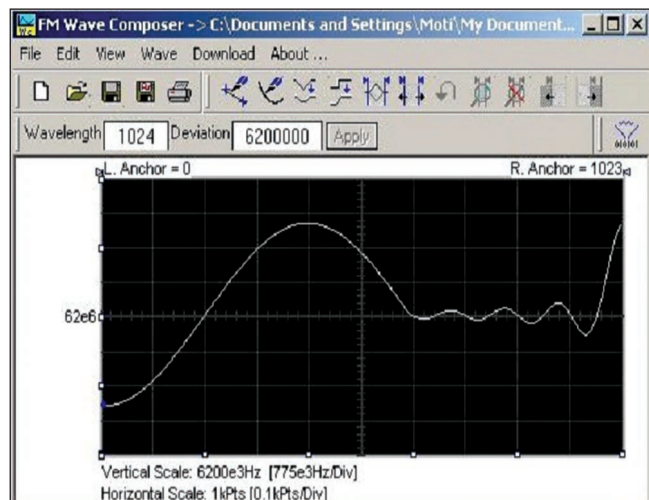 FM Wave Composer -> C:\Documents and Settings\Moti\My Document...
File Edit View Wave Download About ...
Wavelength 1024 Deviation 6200000 Apply
L. Anchor = 0 R. Anchor = 1023
62e6
Vertical Scale: 6200e3Hz [775e3Hz/Div]
Horizontal Scale: 1kPts [0.1kPts/Div]